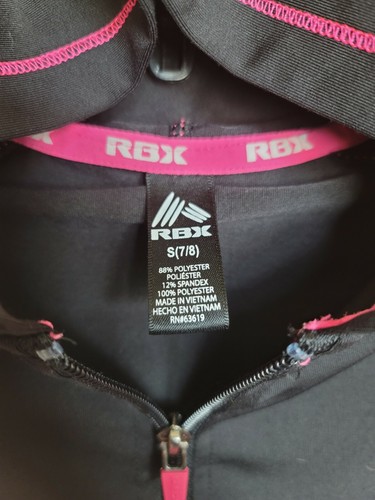 RBX RBX RBX
RBX
S(7/8)
88% POLYESTER
POLIÉSTER
12% SPANDEX
100% POLYESTER
MADE IN VIETNAM
HECHO EN VIETNAM
RN#63619